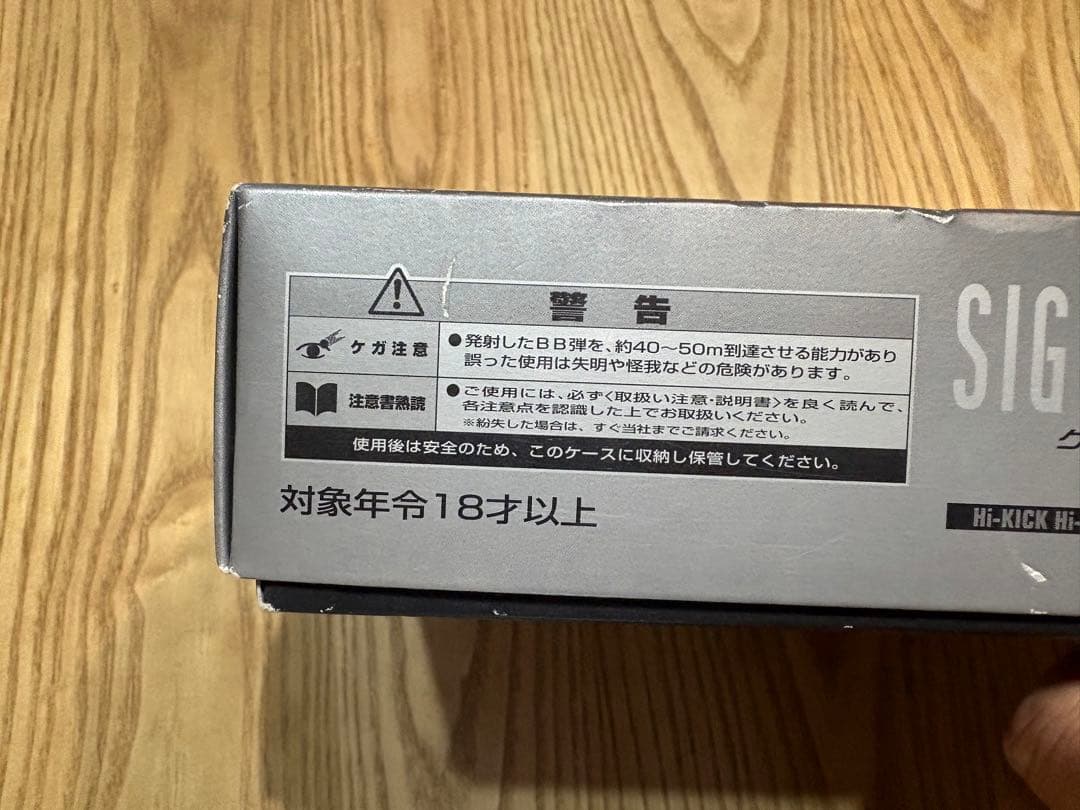 警告
ケガ注意
●発射したBB弾を、約40〜50m到達させる能力があり
誤った使用は失明や怪我などの危険があります。
注意書熟読
●ご使用には、必ず〈取扱い注意・説明書〉を良く読んで、
各注意点を認識した上でお取扱いください。
※紛失した場合は、すぐ当社までご請求ください。
使用後は安全のため、このケースに収納し保管してください。
対象年令18才以上
SIG
Hi-KICK Hi-